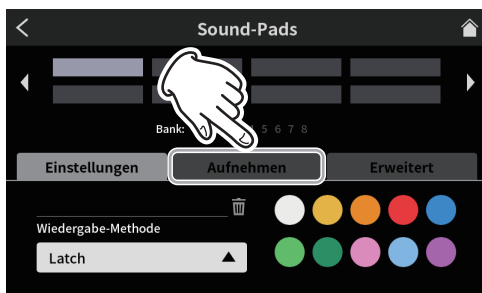 Sound-Pads
Bank: 5 6 7 8
Einstellungen Aufnehmen Erweitert
Wiedergabe-Methode
Latch